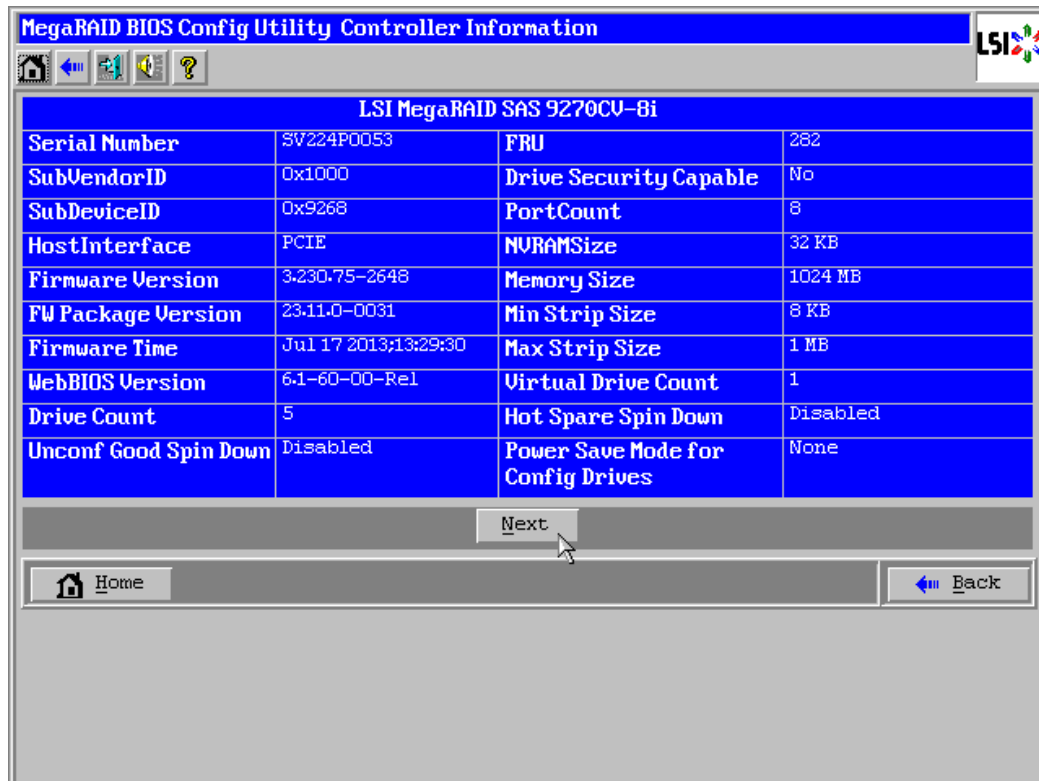 MegaRAID BIOS Config Utility Controller Information
LSI
LSI MegaRAID SAS 9270CV-8i
Serial Number SV224P0053 FRU 282
SubVendorID 0x1000 Drive Security Capable No
SubDeviceID 0x9268 PortCount 8
HostInterface PCIE NVRAMSize 32 KB
Firmware Version 3.230.75-2648 Memory Size 1024 MB
FW Package Version 23.11.0-0031 Min Strip Size 8 KB
Firmware Time Jul 17 2013;13:29:30 Max Strip Size 1 MB
WebBIOS Version 6.1-60-00-Rel Virtual Drive Count 1
Drive Count 5 Hot Spare Spin Down Disabled
Unconf Good Spin Down Disabled Power Save Mode for None
Config Drives
Next
Home Back